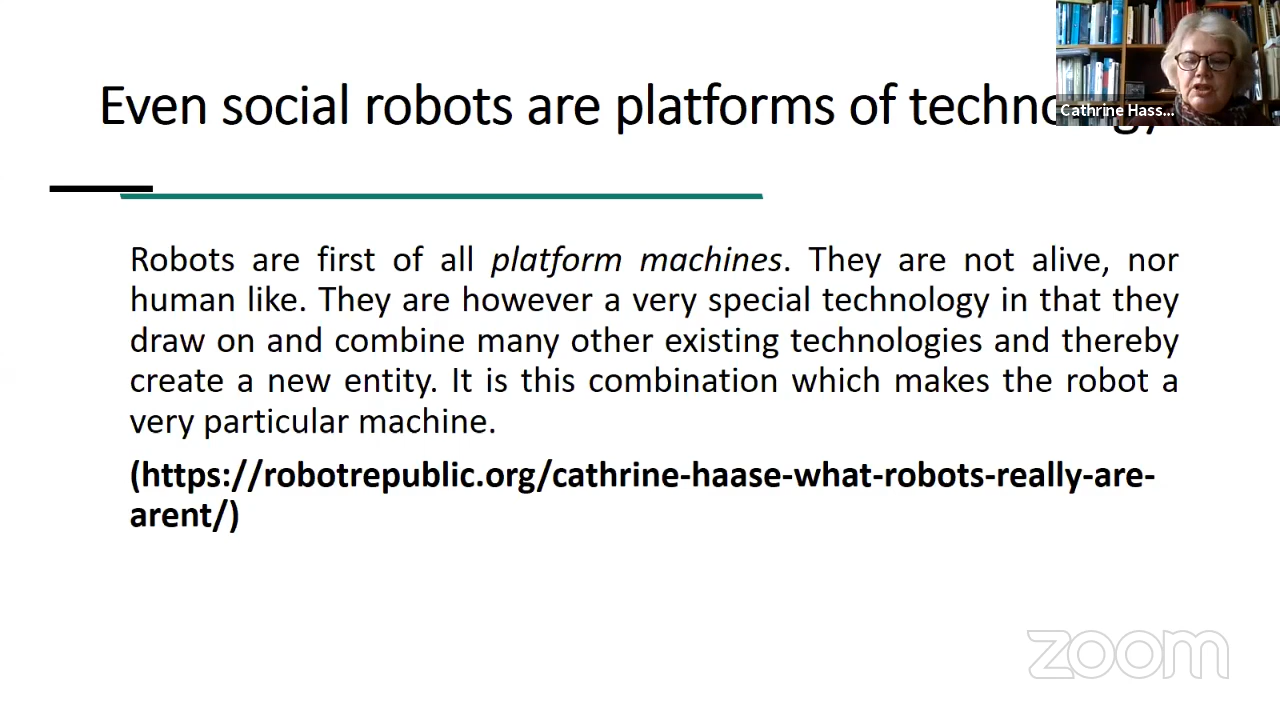 Even social robots are platforms of technology
Cathrine Hass...
Robots are first of all platform machines. They are not alive, nor
human like. They are however a very special technology in that they
draw on and combine many other existing technologies and thereby
create a new entity. It is this combination which makes the robot a
very particular machine.
(https://robotrepublic.org/cathrine-haase-what-robots-really-are-
arent/)
zoom